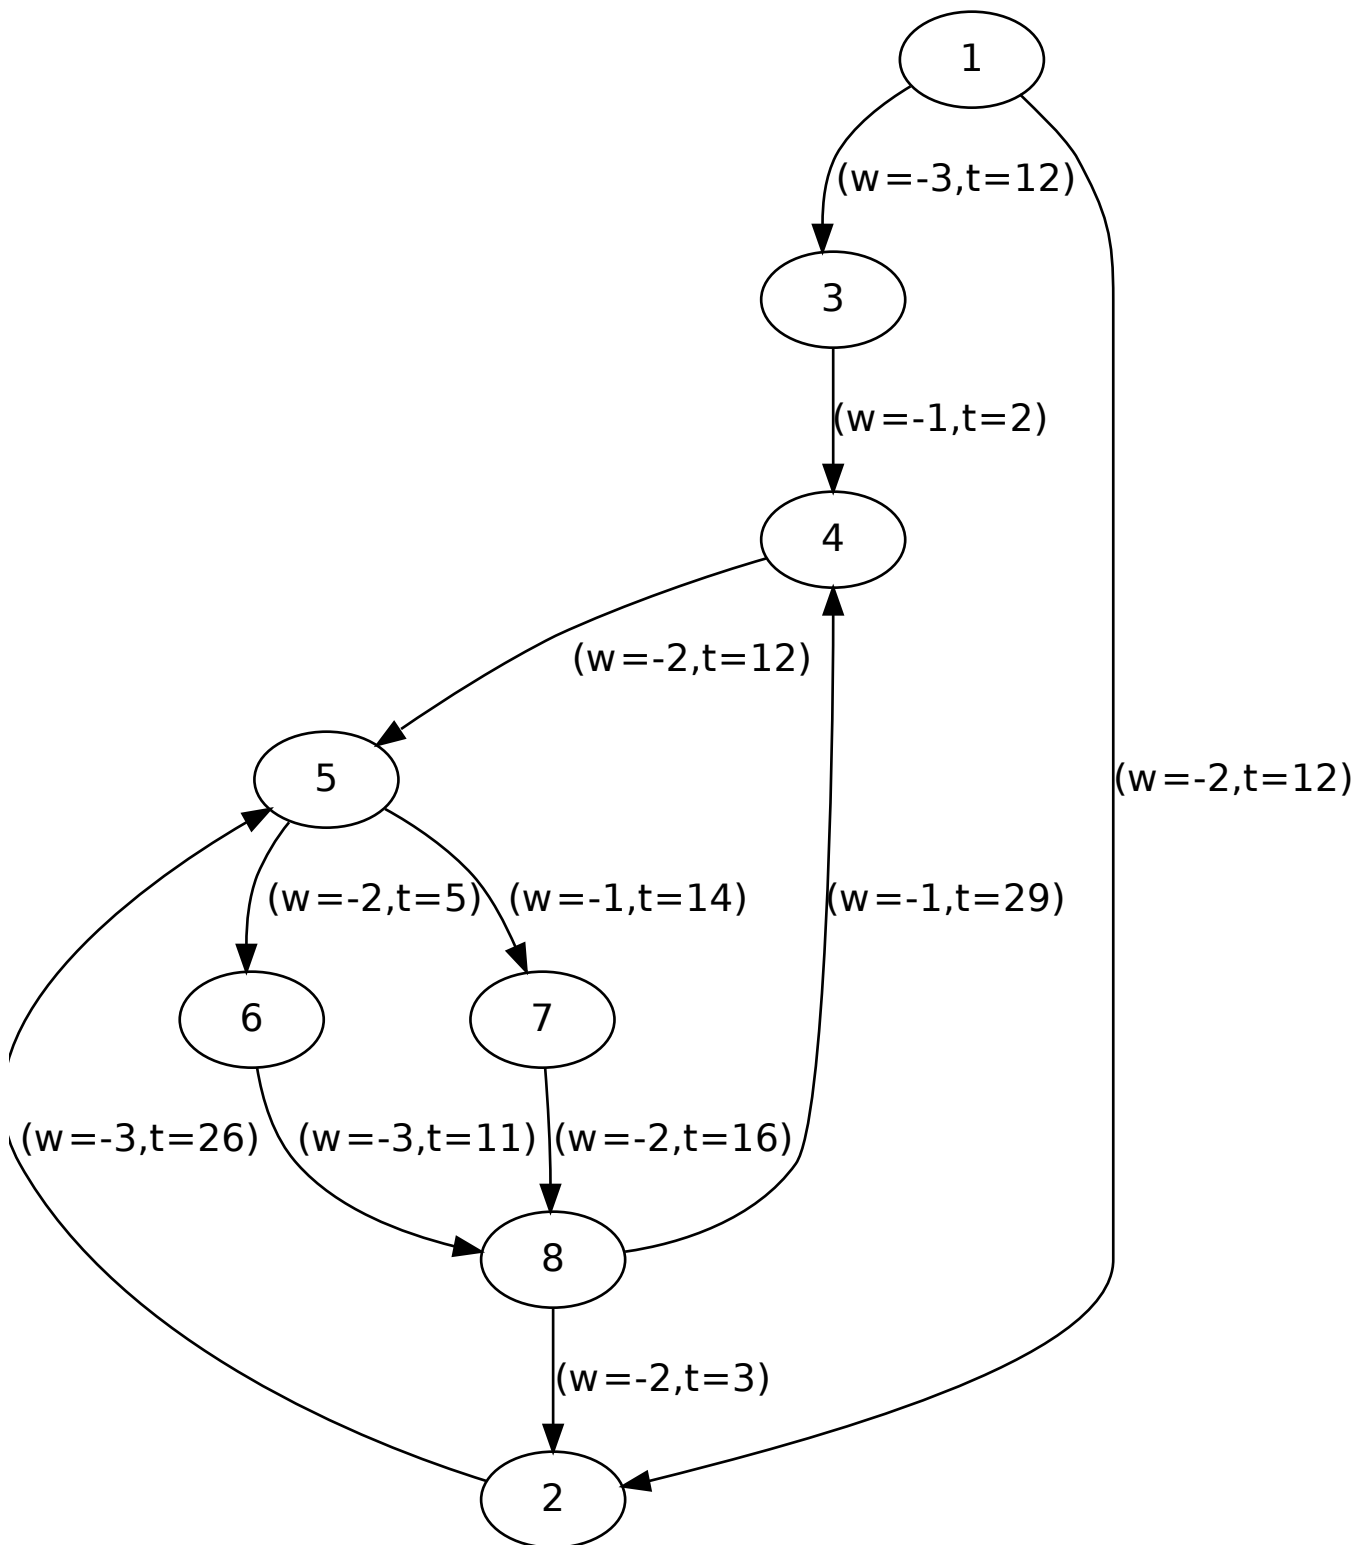 1
(w=-3,t=12)
3
(w=-1,t=2)
4
(w=-2,t=12)
5
(w=-2,t=12)
(w=-2,t=5)
(w=-1,t=14)
(w=-1,t=29)
6
7
(w=-3,t=26)
(w=-3,t=11)
(w=-2,t=16)
8
(w=-2,t=3)
2